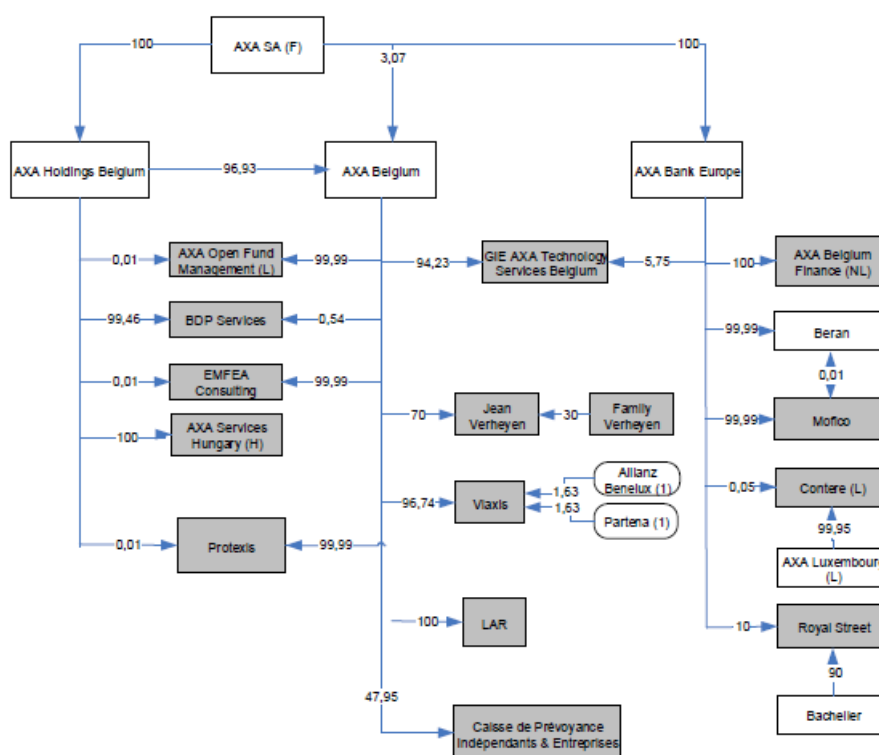 AXA SA (F)
100
3,07
100
AXA Holdings Belgium
96,93
AXA Belgium
AXA Bank Europe
0,01
AXA Open Fund
Management (L)
99,99
94,23
GIE AXA Technology
Services Belgium
5,75
100
AXA Belgium
Finance (NL)
99,46
BDP Services
0,54
99,99
Beran
0,01
0,01
EMFEA
Consulting
99,99
70
Jean
Verheyen
30
Family
Verheyen
99,99
Mofico
100
AXA Services
Hungary (H)
96,74
Viaxis
1,63
1,63
Allianz
Benelux (1)
Partena (1)
0,05
Contere (L)
99,95
AXA Luxembourg
(L)
0,01
Protexis
99,99
100
LAR
10
Royal Street
90
Bachelier
47,95
Caisse de Prévoyance
Indépendants & Entreprises